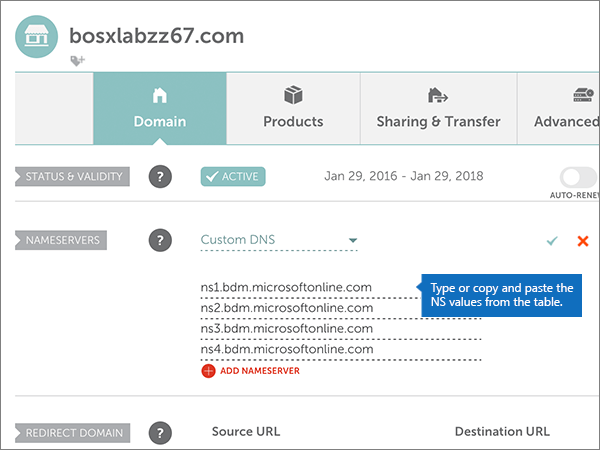 bosxlabzz67.com
Domain
Products
Sharing & Transfer
Advanced
STATUS & VALIDITY
?
ACTIVE
Jan 29, 2016 - Jan 29, 2018
AUTO-RENEW
NAMESERVERS
?
Custom DNS
ns1.bdm.microsoftonline.com
Type or copy and paste the
NS values from the table.
ns2.bdm.microsoftonline.com
ns3.bdm.microsoftonline.com
ns4.bdm.microsoftonline.com
ADD NAMESERVER
REDIRECT DOMAIN
?
Source URL
Destination URL